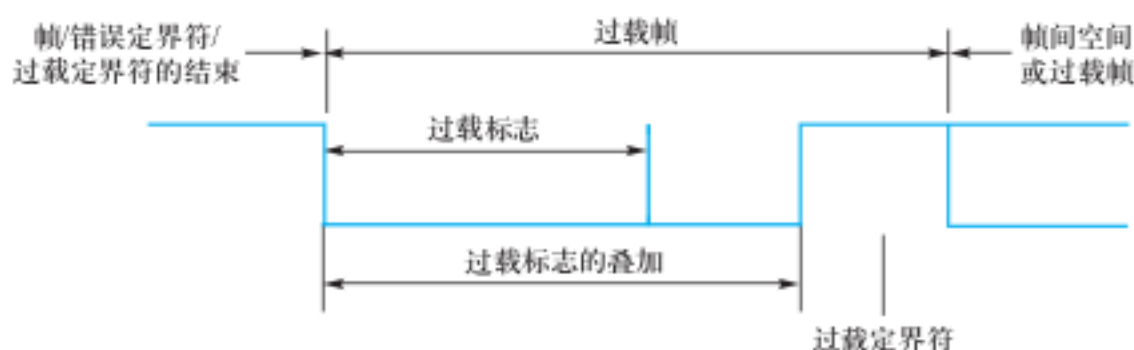 帧/错误定界符/
过载定界符的结束
过载帧
帧间空间
或过载帧
过载标志
过载标志的叠加
过载定界符